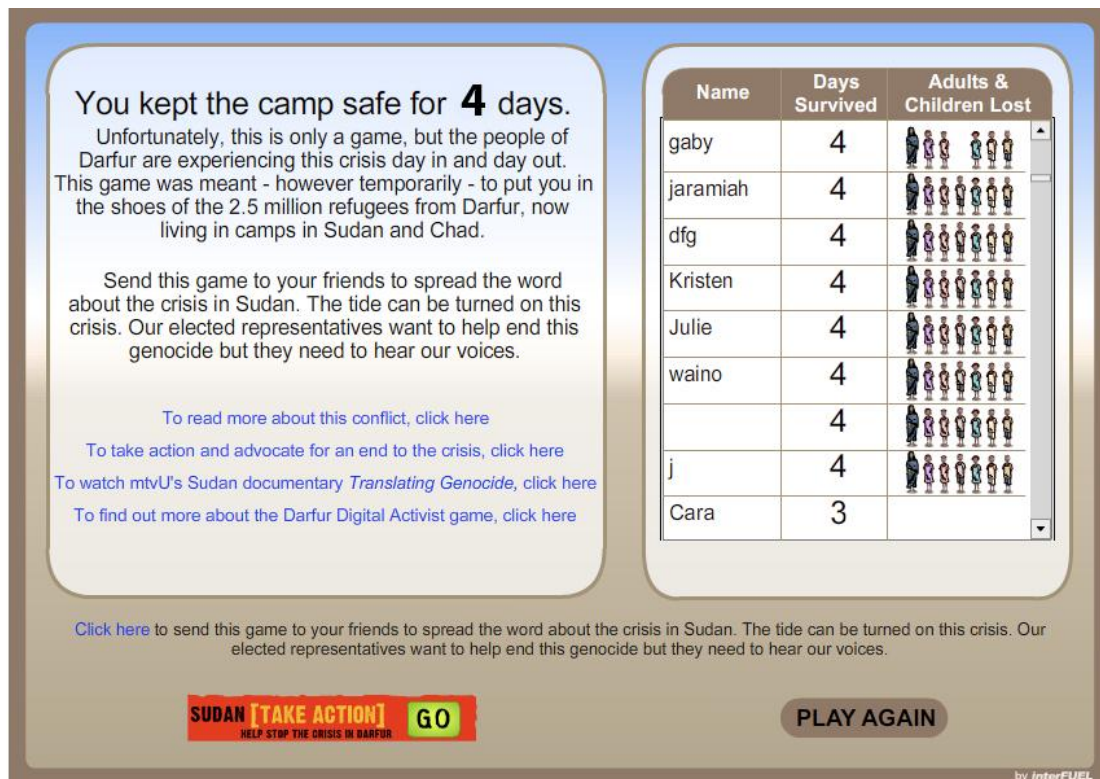 You kept the camp safe for 4 days.
Unfortunately, this is only a game, but the people of
Darfur are experiencing this crisis day in and day out.
This game was meant - however temporarily - to put you in
the shoes of the 2.5 million refugees from Darfur, now
living in camps in Sudan and Chad.
Send this game to your friends to spread the word
about the crisis in Sudan. The tide can be turned on this
crisis. Our elected representatives want to help end this
genocide but they need to hear our voices.
To read more about this conflict, click here
To take action and advocate for an end to the crisis, click here
To watch mtvU's Sudan documentary Translating Genocide, click here
To find out more about the Darfur Digital Activist game, click here
Name Days Survived Adults & Children Lost
gaby 4
jaramiah 4
dfg 4
Kristen 4
Julie 4
waino 4
4
j 4
Cara 3
Click here to send this game to your friends to spread the word about the crisis in Sudan. The tide can be turned on this crisis. Our
elected representatives want to help end this genocide but they need to hear our voices.
SUDAN [TAKE ACTION] GO
HELP STOP THE CRISIS IN DARFUR
PLAY AGAIN
by interFUEL